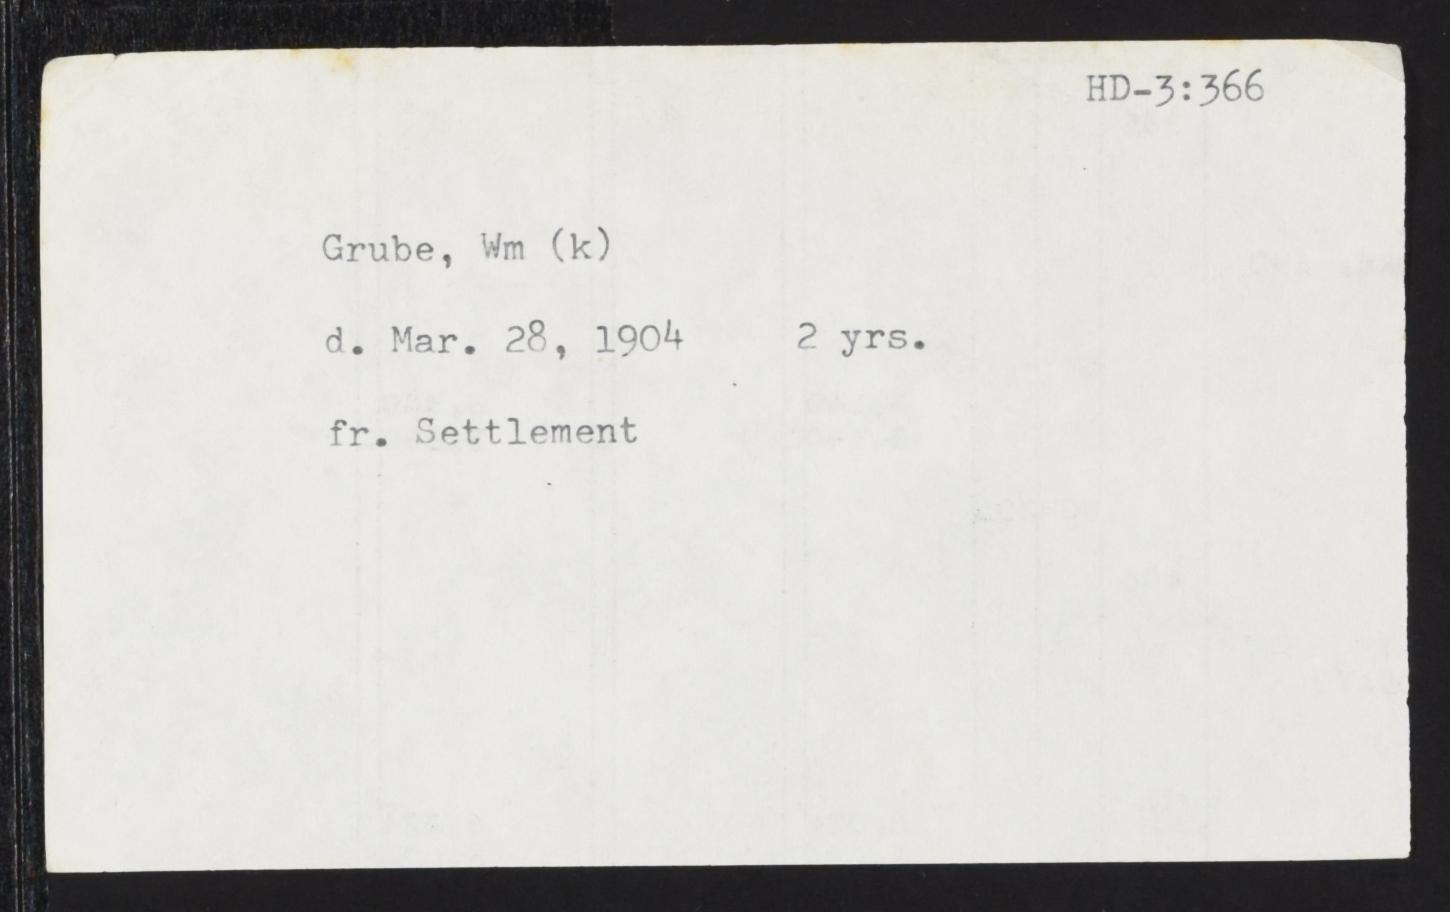 HD-3:366
Grube, Wm (k)
d. Mar. 28, 1904 2 yrs.
fr. Settlement